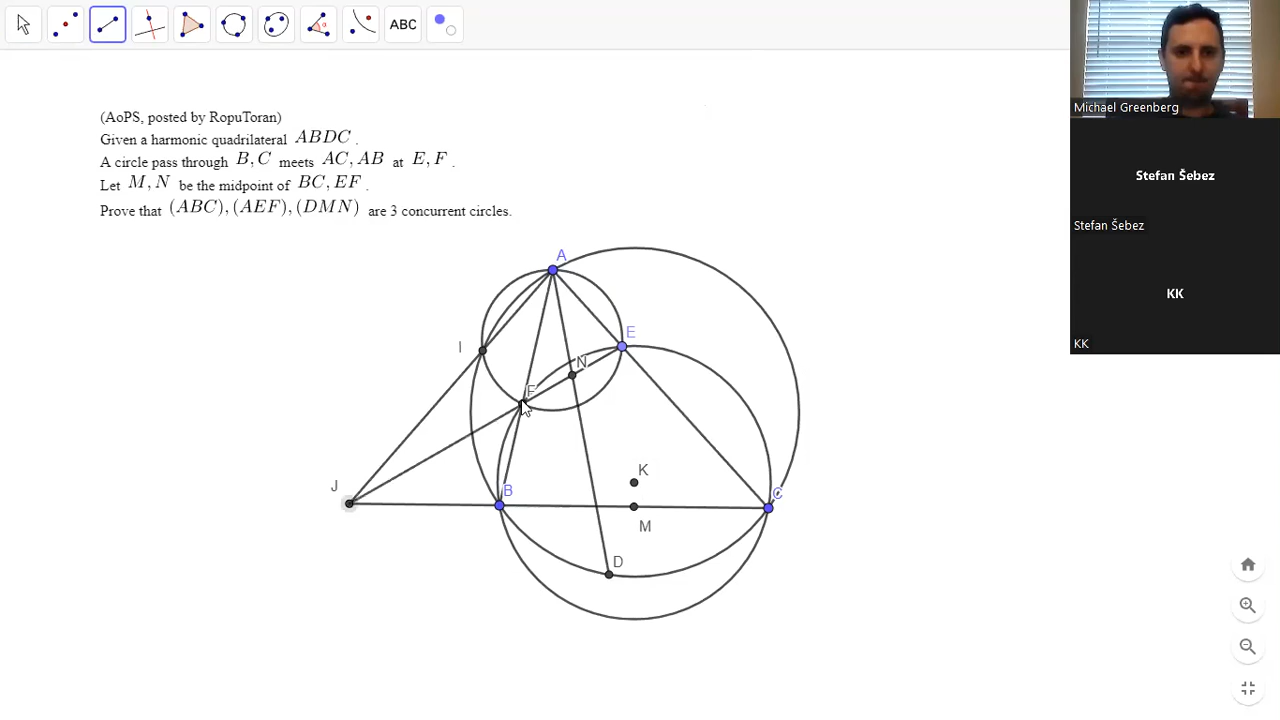 ABC
(AoPS, posted by RopuToran)
Given a harmonic quadrilateral ABDC .
A circle pass through B, C meets AC, AB at E, F .
Let M, N be the midpoint of BC, EF .
Prove that (ABC), (AEF), (DMN) are 3 concurrent circles.
A
E
I
N
F
K
J
B
C
M
D
Michael Greenberg
Stefan Šebez
Stefan Šebez
KK
KK